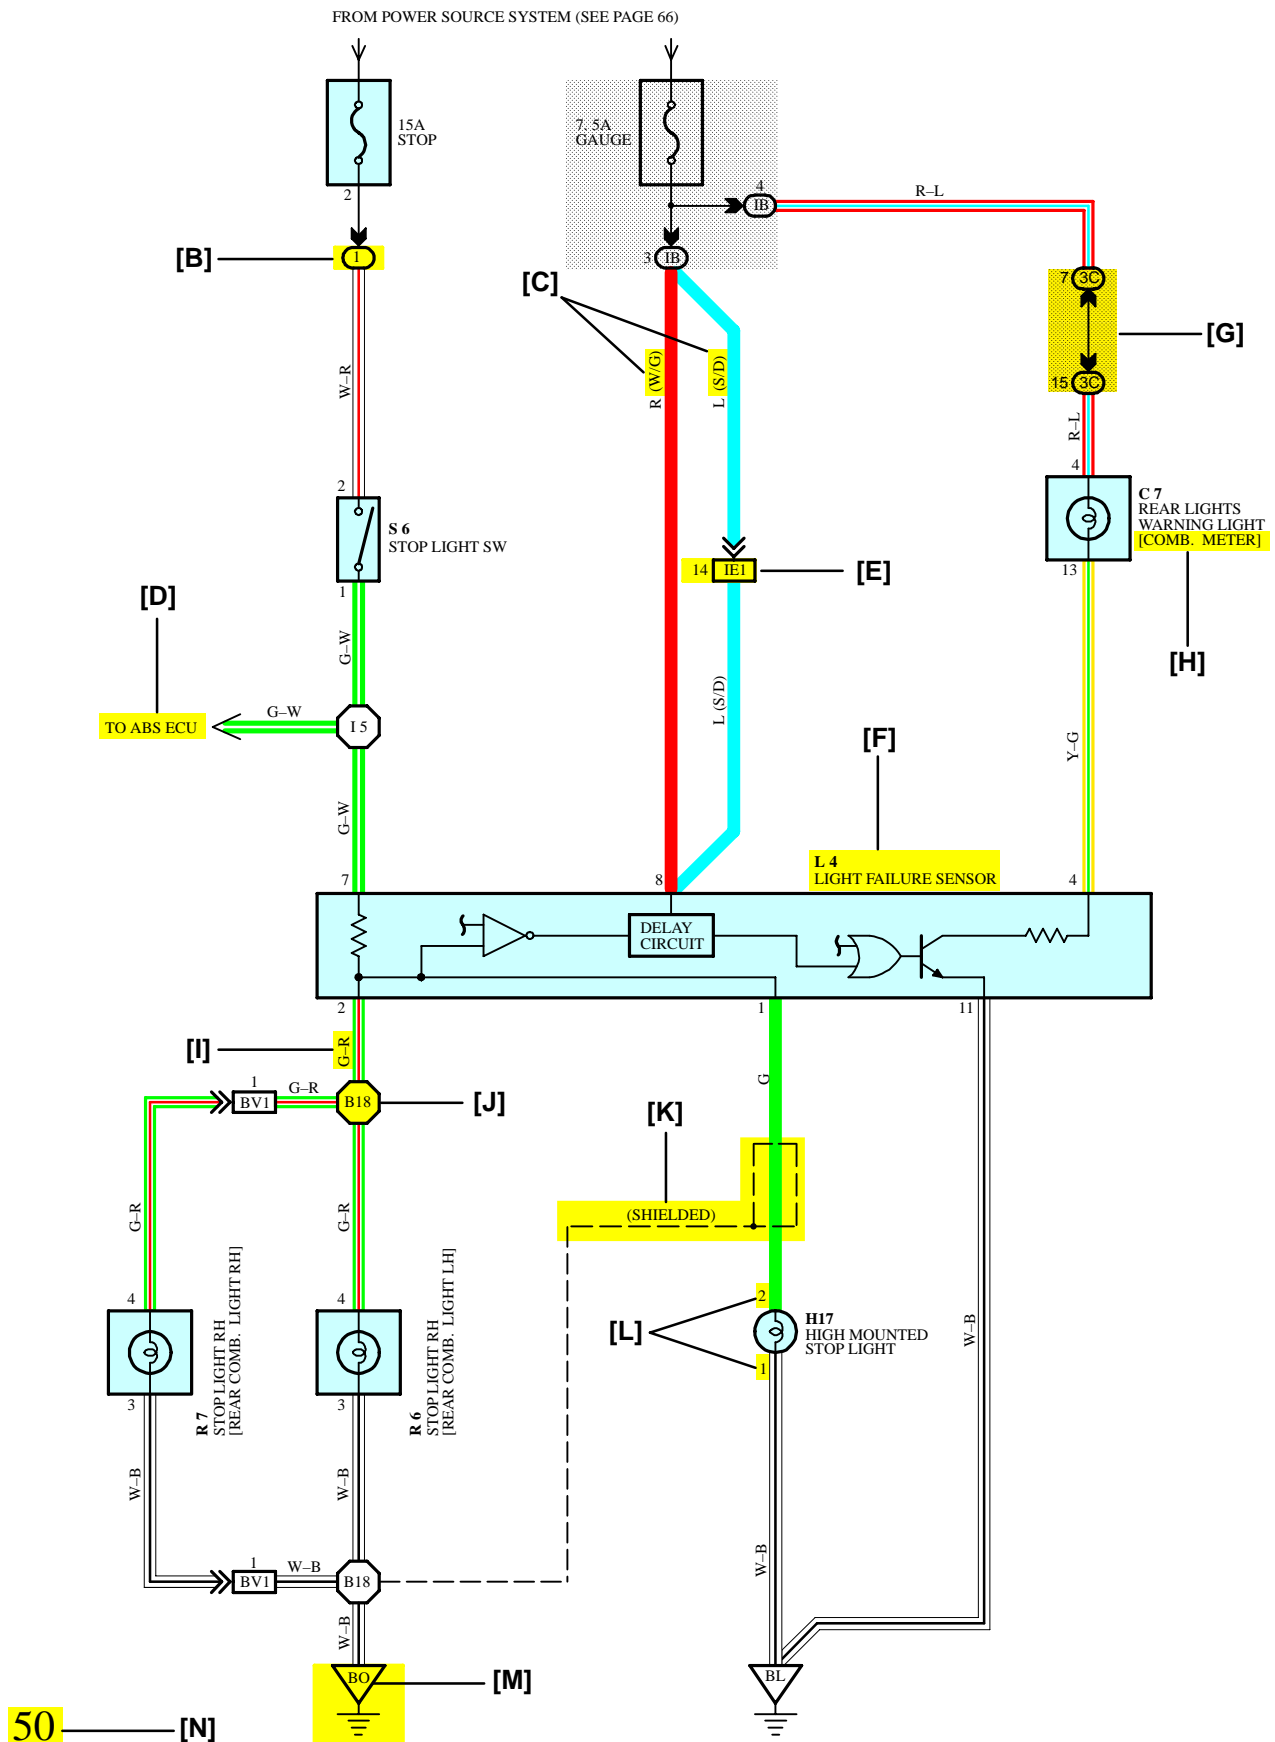 FROM POWER SOURCE SYSTEM (SEE PAGE 66)
15A
STOP
2
7. 5A
GAUGE
4
IB
R–L
[B]
1
3
IB
[C]
7
3C
[G]
15
3C
W–R
R (W/G)
L (S/D)
R–L
2
S 6
STOP LIGHT SW
1
4
C 7
REAR LIGHTS
WARNING LIGHT
[COMB. METER]
13
14
IE1
[E]
[D]
[H]
G–W
TO ABS ECU
G–W
I 5
L (S/D)
[F]
Y–G
G–W
L 4
LIGHT FAILURE SENSOR
7
8
4
DELAY
CIRCUIT
2
1
11
[I]
G–R
1
BV1
G–R
B18
[J]
G
[K]
(SHIELDED)
G–R
G–R
4
R 7
STOP LIGHT RH
[REAR COMB. LIGHT RH]
3
4
R 6
STOP LIGHT RH
[REAR COMB. LIGHT LH]
3
2
[L]
H17
HIGH MOUNTED
STOP LIGHT
1
W–B
W–B
W–B
1
BV1
W–B
B18
W–B
W–B
BO
[M]
BL
50
[N]